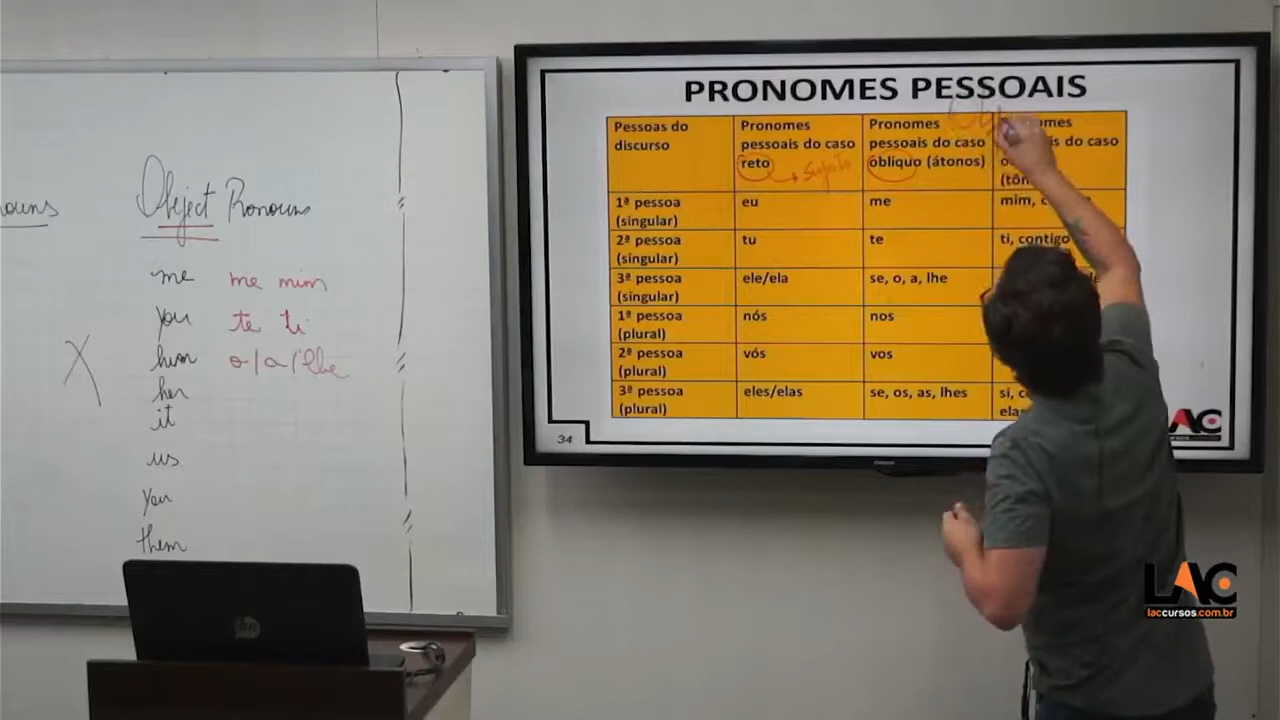 Object Pronouns
me me mim
you te ti
him o/a/lhe
her
it
us
you
them
PRONOMES PESSOAIS
Pessoas do discurso
Pronomes pessoais do caso reto
sujeito
Pronomes pessoais do caso oblíquo (átonos)
1ª pessoa (singular) eu me mim,
2ª pessoa (singular) tu te ti, contigo
3ª pessoa (singular) ele/ela se, o, a, lhe
1ª pessoa (plural) nós nos
2ª pessoa (plural) vós vos
3ª pessoa (plural) eles/elas se, os, as, lhes si,
34
LAC
hp
LAC
laccursos.com.br